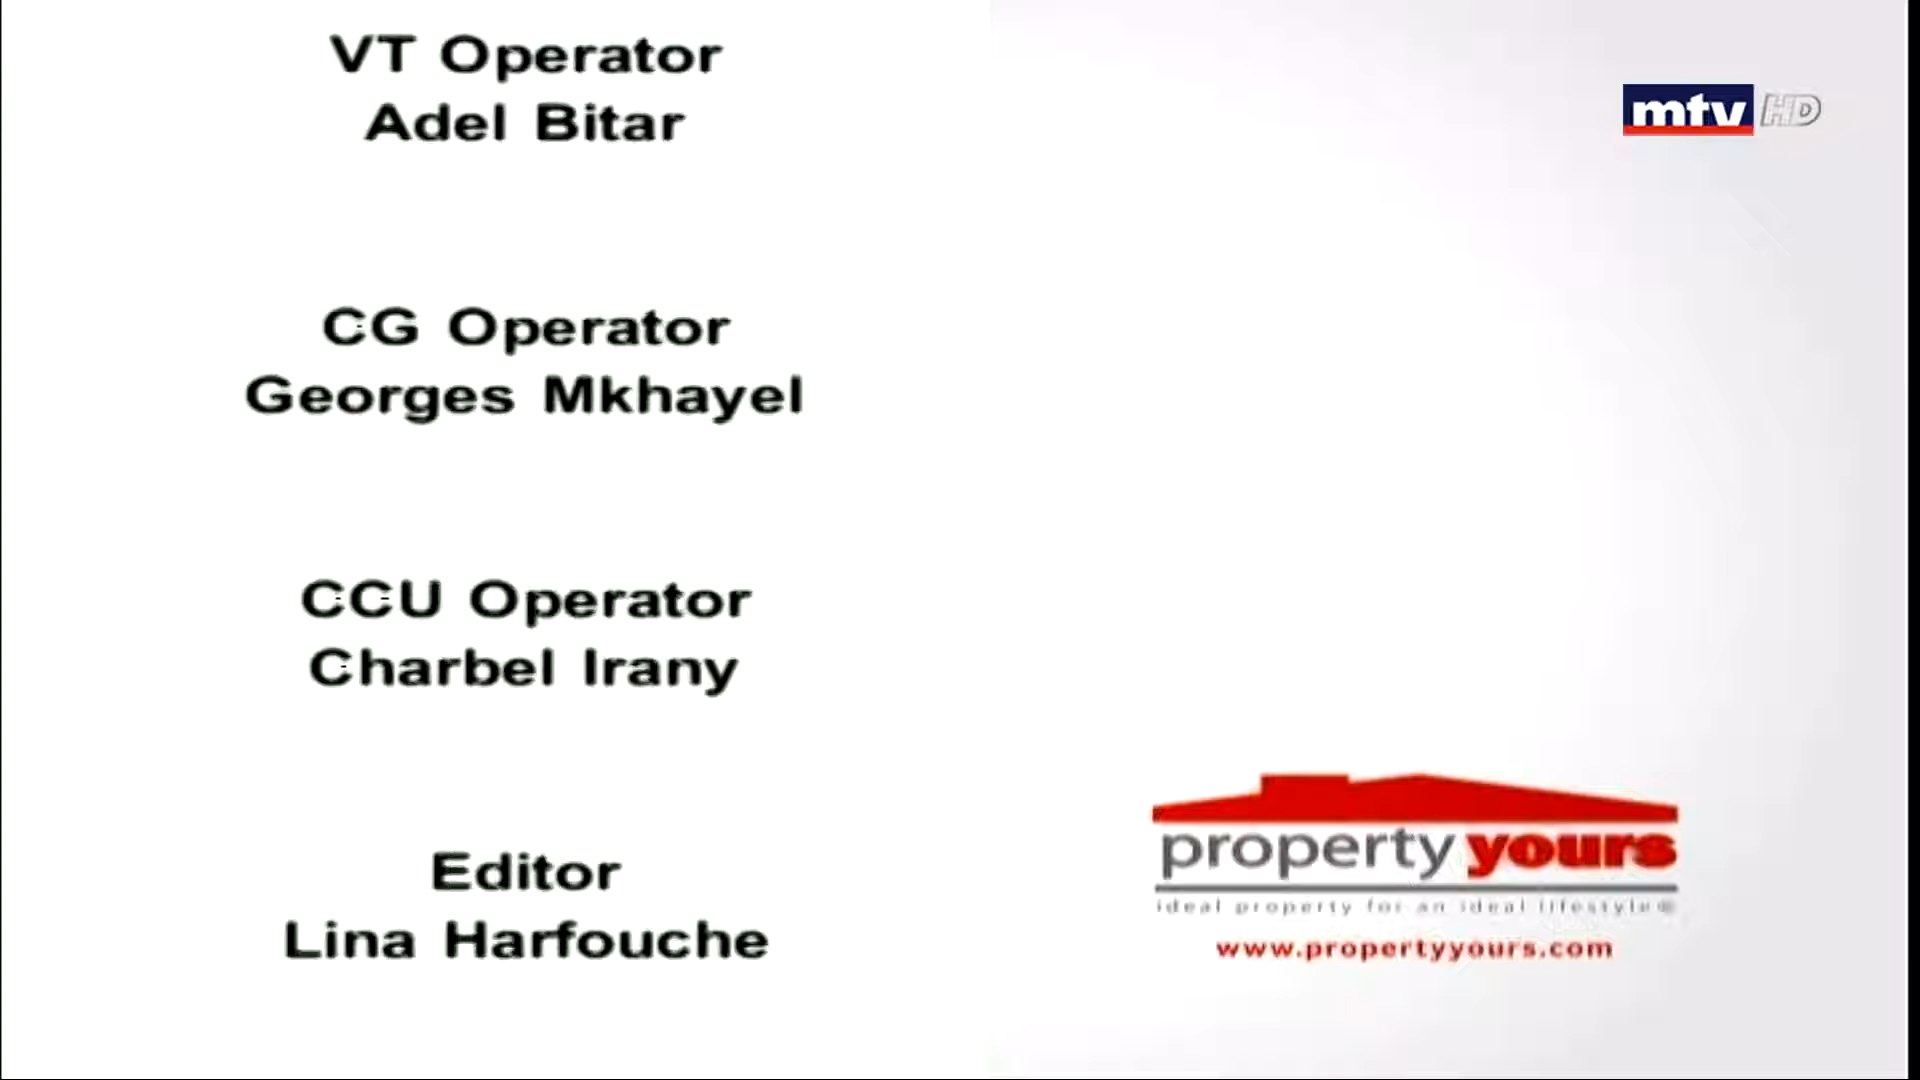 VT Operator
Adel Bitar
CG Operator
Georges Mkhayel
CCU Operator
Charbel Irany
Editor
Lina Harfouche
mtv HD
property yours
ideal property for an ideal lifestyle®
www.propertyyours.com